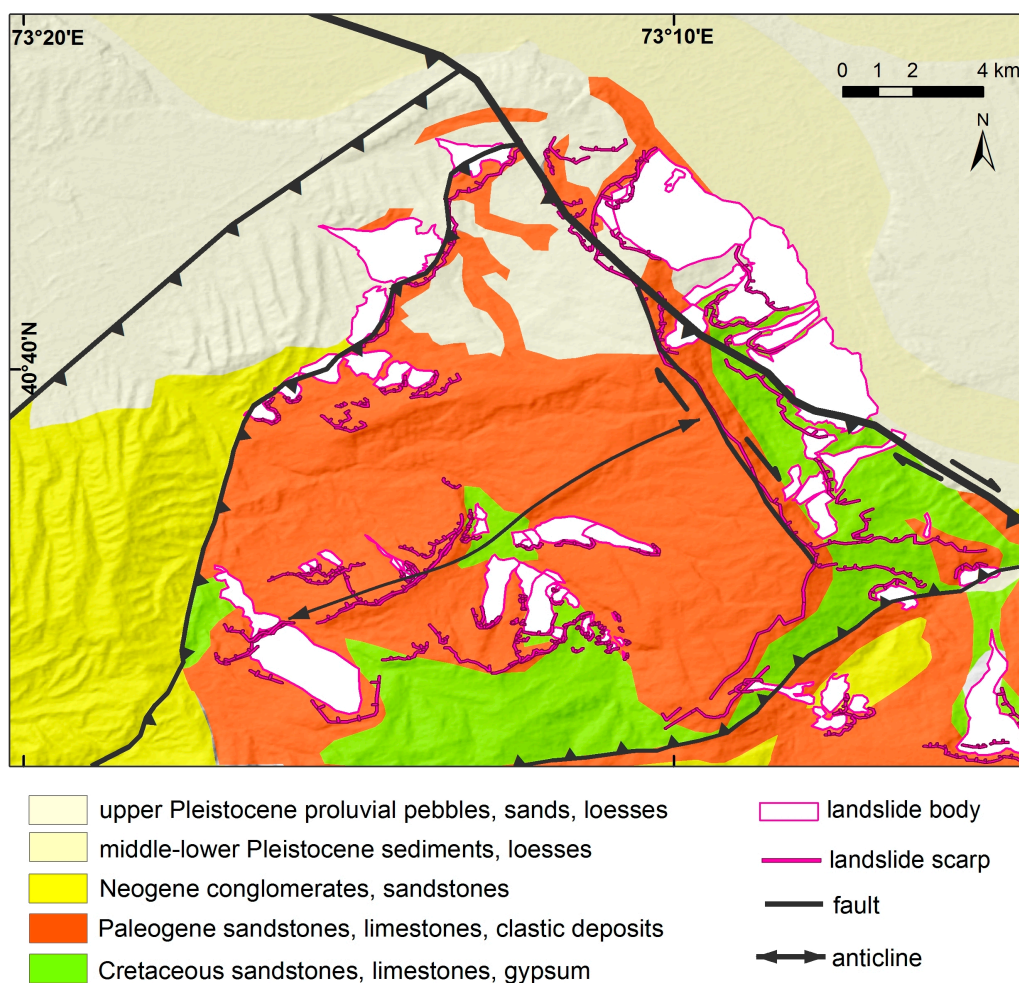 73°20'E
73°10'E
0 1 2 4 km
N
40°40'N
upper Pleistocene proluvial pebbles, sands, loesses
middle-lower Pleistocene sediments, loesses
Neogene conglomerates, sandstones
Paleogene sandstones, limestones, clastic deposits
Cretaceous sandstones, limestones, gypsum
landslide body
landslide scarp
fault
anticline